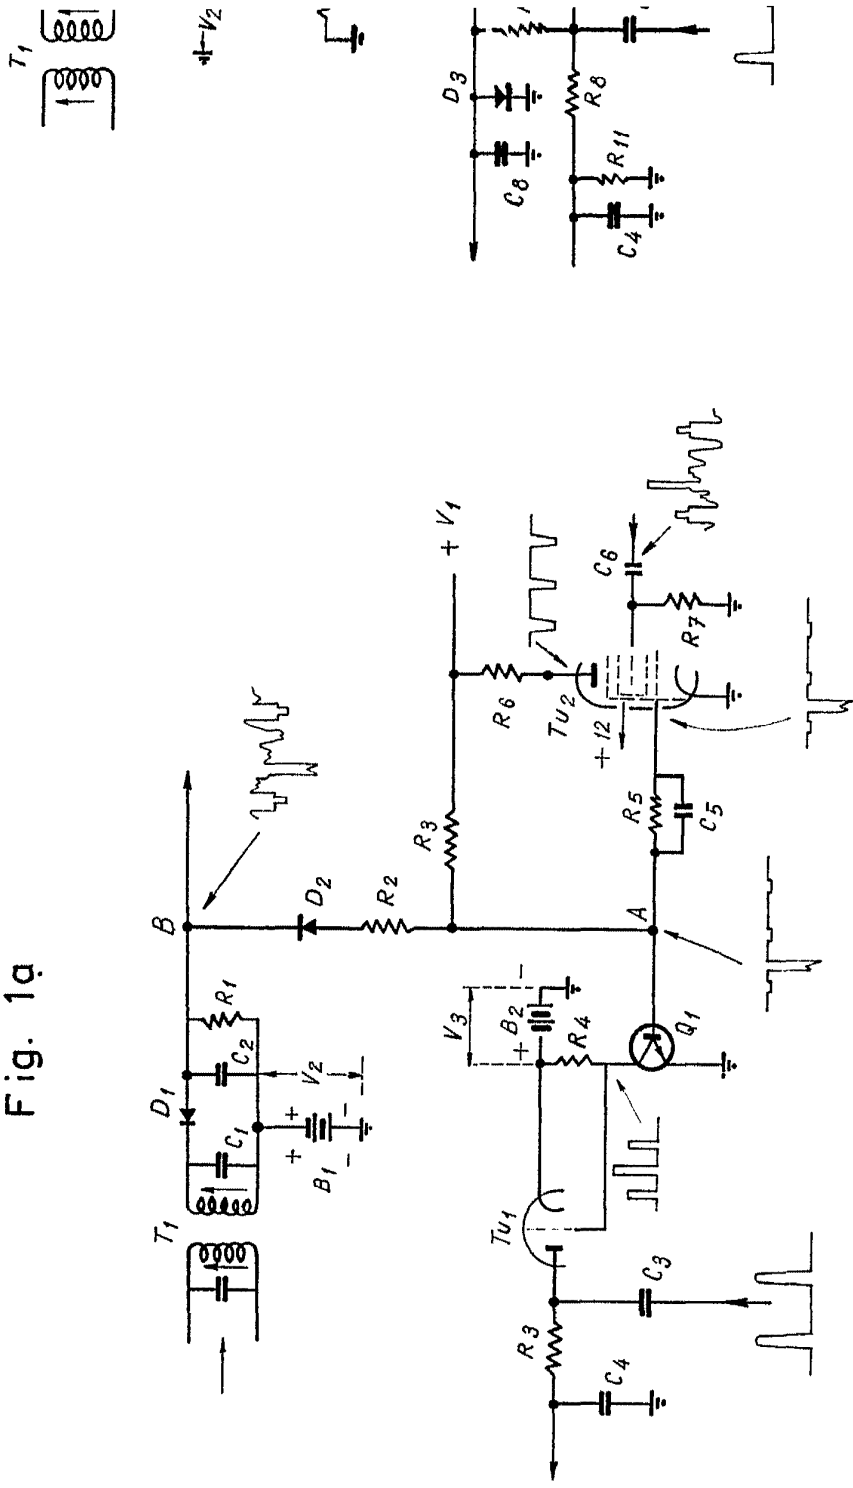 Fig. 1a
T1
C1
D1
C2
R1
B
+
+
B1
-
-
V2
D2
R2
R3
+ V1
R6
Tu2
+ 12
C6
R7
R5
C5
A
V3
+
-
B2
R4
Q1
Tu1
R3
C3
C4
T1
V2
D3
C8
R8
R11
C4